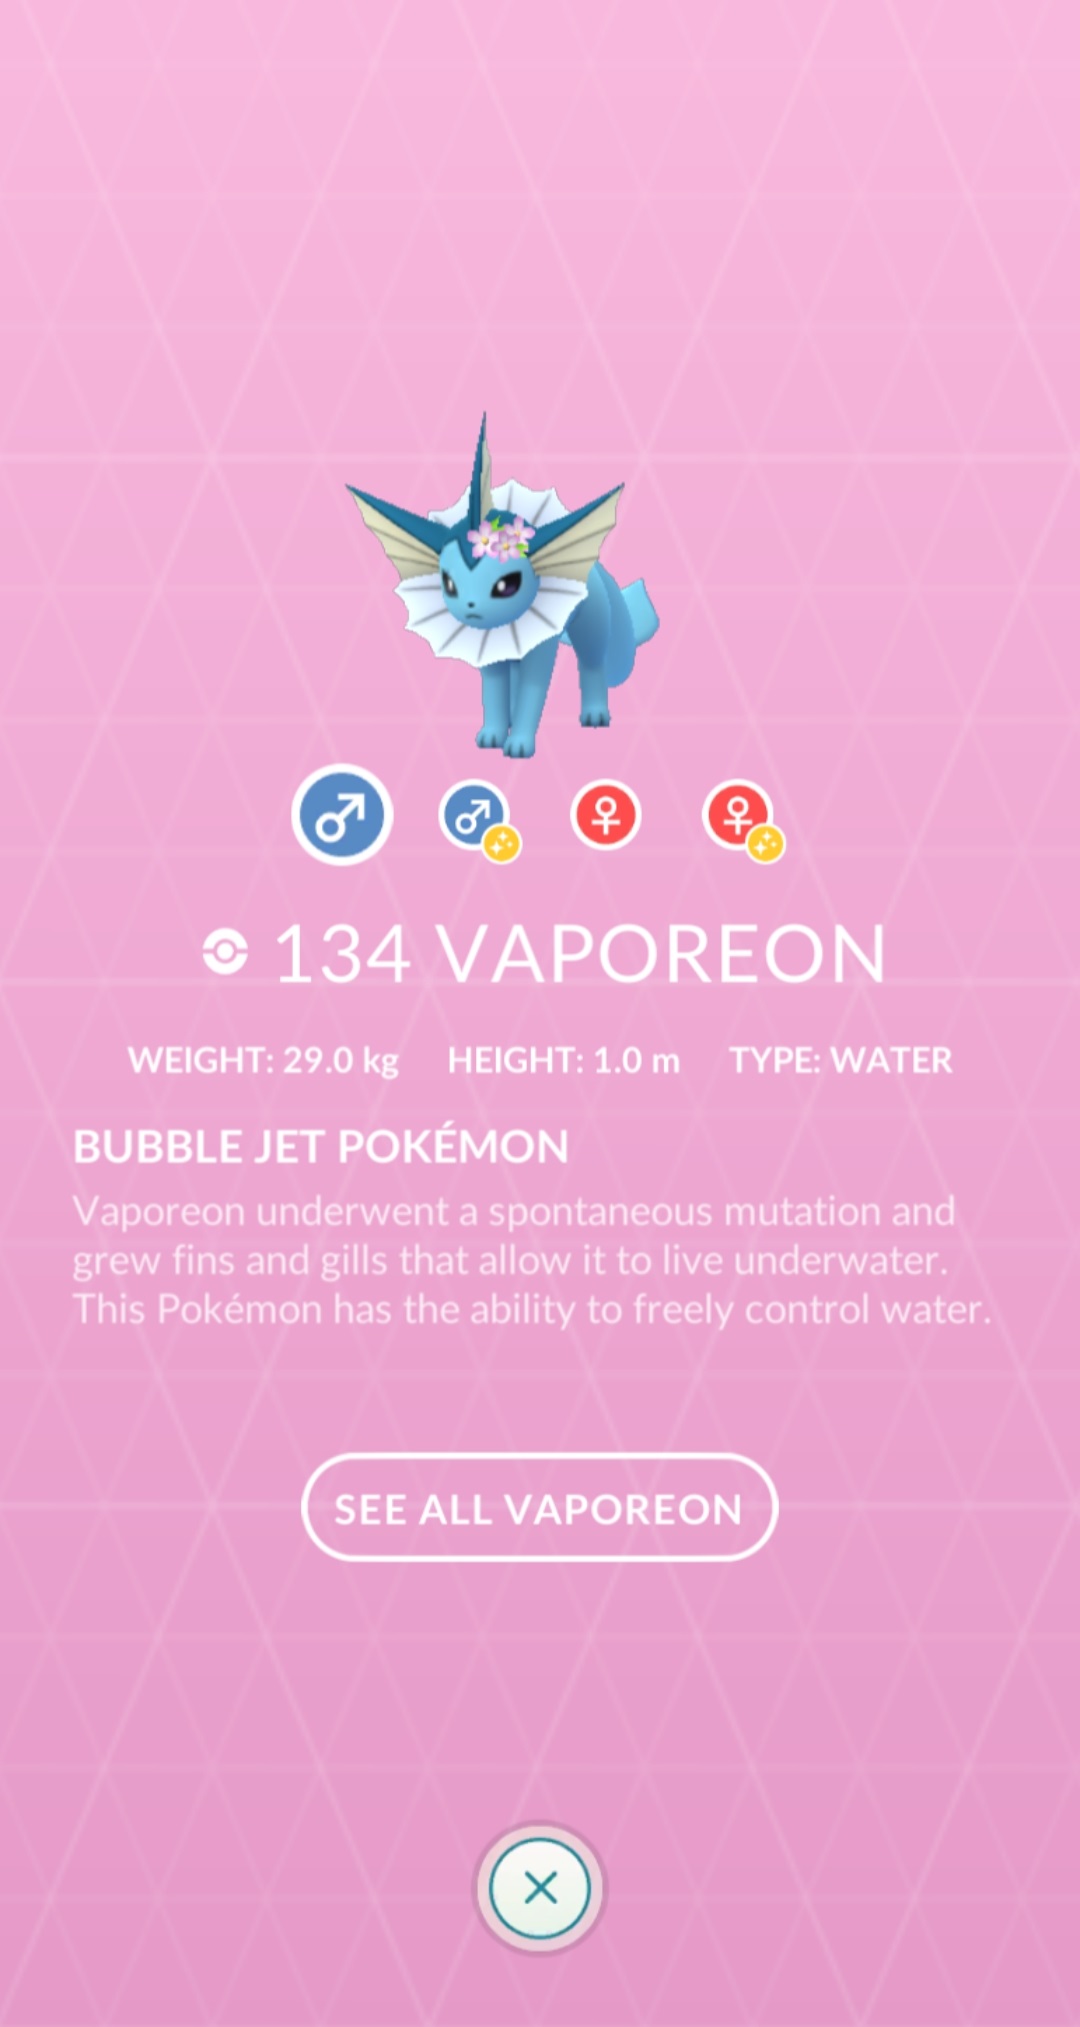 134 VAPOREON
WEIGHT: 29.0 kg HEIGHT: 1.0 m TYPE: WATER
BUBBLE JET POKÉMON
Vaporeon underwent a spontaneous mutation and
grew fins and gills that allow it to live underwater.
This Pokémon has the ability to freely control water.
SEE ALL VAPOREON